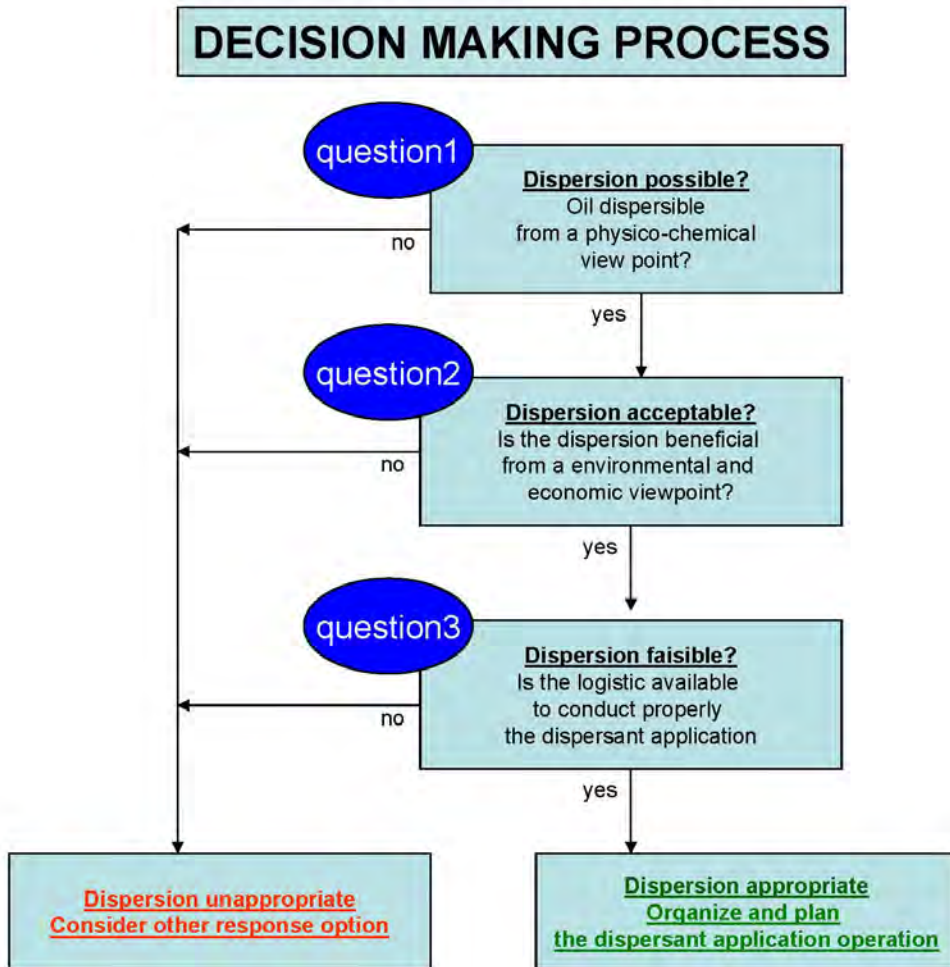 DECISION MAKING PROCESS
question1
Dispersion possible?
Oil dispersible
from a physico-chemical
view point?
no
yes
question2
Dispersion acceptable?
Is the dispersion beneficial
from a environmental and
economic viewpoint?
no
yes
question3
Dispersion faisible?
Is the logistic available
to conduct properly
the dispersant application
no
yes
Dispersion unappropriate
Consider other response option
Dispersion appropriate
Organize and plan
the dispersant application operation